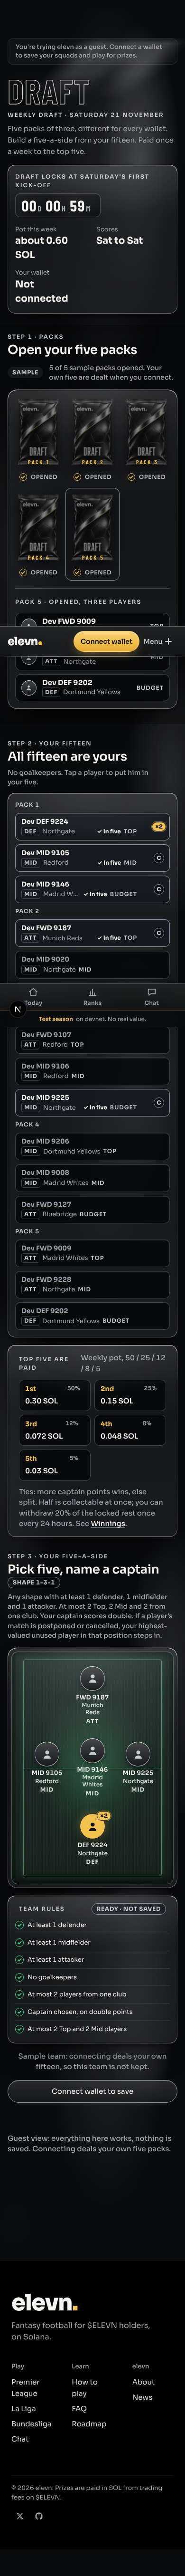 You're trying elevn as a guest. Connect a wallet
to save your squads and play for prizes.
DRAFT
WEEKLY DRAFT · SATURDAY 21 NOVEMBER
Five packs of three, different for every wallet.
Build a five-a-side from your fifteen. Paid once
a week to the top five.
DRAFT LOCKS AT SATURDAY'S FIRST
KICK-OFF
00D 00H 59M
Pot this week
about 0.60
SOL
Scores
Sat to Sat
Your wallet
Not
connected
STEP 1 · PACKS
Open your five packs
SAMPLE
5 of 5 sample packs opened. Your
own five are dealt when you connect.
elevn. DRAFT PACK 1
elevn. DRAFT PACK 2
elevn. DRAFT PACK 3
OPENED
OPENED
OPENED
elevn. DRAFT PACK 4
elevn. DRAFT PACK 5
OPENED
OPENED
PACK 5 · OPENED, THREE PLAYERS
Dev FWD 9009
TOP
elevn.
Connect wallet
Menu
ATT Northgate
MID
Dev DEF 9202
DEF Dortmund Yellows
BUDGET
STEP 2 · YOUR FIFTEEN
All fifteen are yours
No goalkeepers. Tap a player to put him in
your five.
PACK 1
Dev DEF 9224
DEF Northgate ✓ In five TOP
×2
Dev MID 9105
MID Redford ✓ In five MID
C
Dev MID 9146
MID Madrid W... ✓ In five BUDGET
C
PACK 2
Dev FWD 9187
ATT Munich Reds ✓ In five TOP
C
Dev MID 9020
MID Northgate MID
Today
Ranks
Chat
N
Test season on devnet. No real value.
Dev FWD 9107
ATT Redford TOP
Dev MID 9106
MID Redford MID
Dev MID 9225
MID Northgate ✓ In five BUDGET
C
PACK 4
Dev MID 9206
MID Dortmund Yellows TOP
Dev MID 9008
MID Madrid Whites MID
Dev FWD 9127
ATT Bluebridge BUDGET
PACK 5
Dev FWD 9009
ATT Madrid Whites TOP
Dev FWD 9228
ATT Northgate MID
Dev DEF 9202
DEF Dortmund Yellows BUDGET
TOP FIVE ARE
PAID
Weekly pot, 50 / 25 / 12
/ 8 / 5
1st 50%
0.30 SOL
2nd 25%
0.15 SOL
3rd 12%
0.072 SOL
4th 8%
0.048 SOL
5th 5%
0.03 SOL
Ties: more captain points wins, else
split. Half is collectable at once; you can
withdraw 20% of the locked rest once
every 24 hours. See Winnings.
STEP 3 · YOUR FIVE-A-SIDE
Pick five, name a captain
SHAPE 1-3-1
Any shape with at least 1 defender, 1 midfielder
and 1 attacker. At most 2 Top, 2 Mid and 2 from
one club. Your captain scores double. If a player's
match is postponed or cancelled, your highest-
valued unused player in that position steps in.
FWD 9187
Munich
Reds
ATT
MID 9105
Redford
MID
MID 9146
Madrid
Whites
MID
MID 9225
Northgate
MID
×2
DEF 9224
Northgate
DEF
TEAM RULES
READY · NOT SAVED
At least 1 defender
At least 1 midfielder
At least 1 attacker
No goalkeepers
At most 2 players from one club
Captain chosen, on double points
At most 2 Top and 2 Mid players
Sample team: connecting deals your own
fifteen, so this team is not kept.
Connect wallet to save
Guest view: everything here works, nothing is
saved. Connecting deals your own five packs.
elevn.
Fantasy football for $ELEVN holders,
on Solana.
Play
Learn
elevn
Premier
League
La Liga
Bundesliga
Chat
How to
play
FAQ
Roadmap
About
News
© 2026 elevn. Prizes are paid in SOL from trading
fees on $ELEVN.